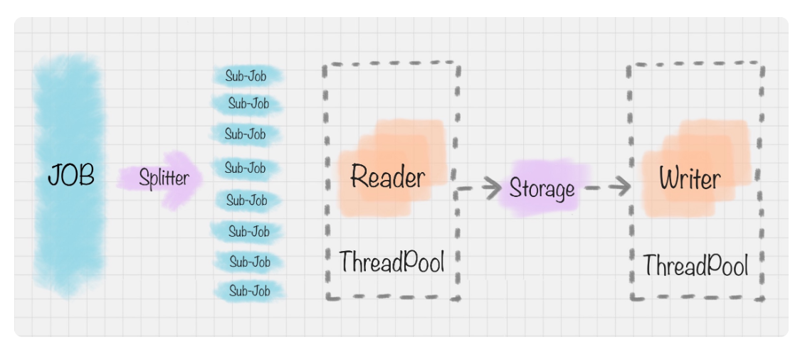 JOB
Splitter
Sub-Job
Sub-Job
Sub-Job
Sub-Job
Sub-Job
Sub-Job
Sub-Job
Sub-Job
Reader
ThreadPool
Storage
Writer
ThreadPool